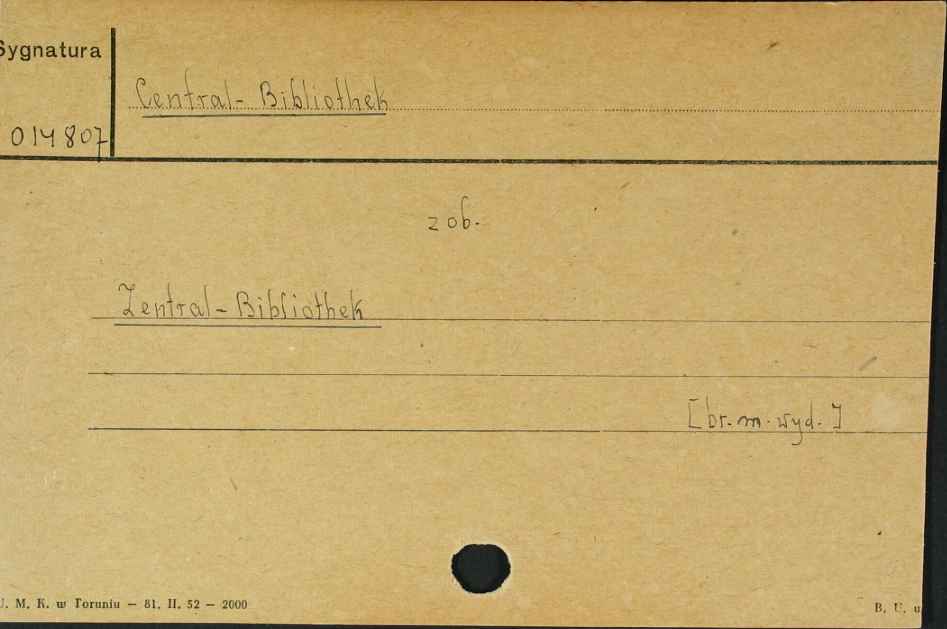 Sygnatura
Central-Bibliothek
014807
zob.
Zentral-Bibliothek
[br. m. wyd.]
U. M. K. w Toruniu — 81. II. 52 — 2000
B. U.